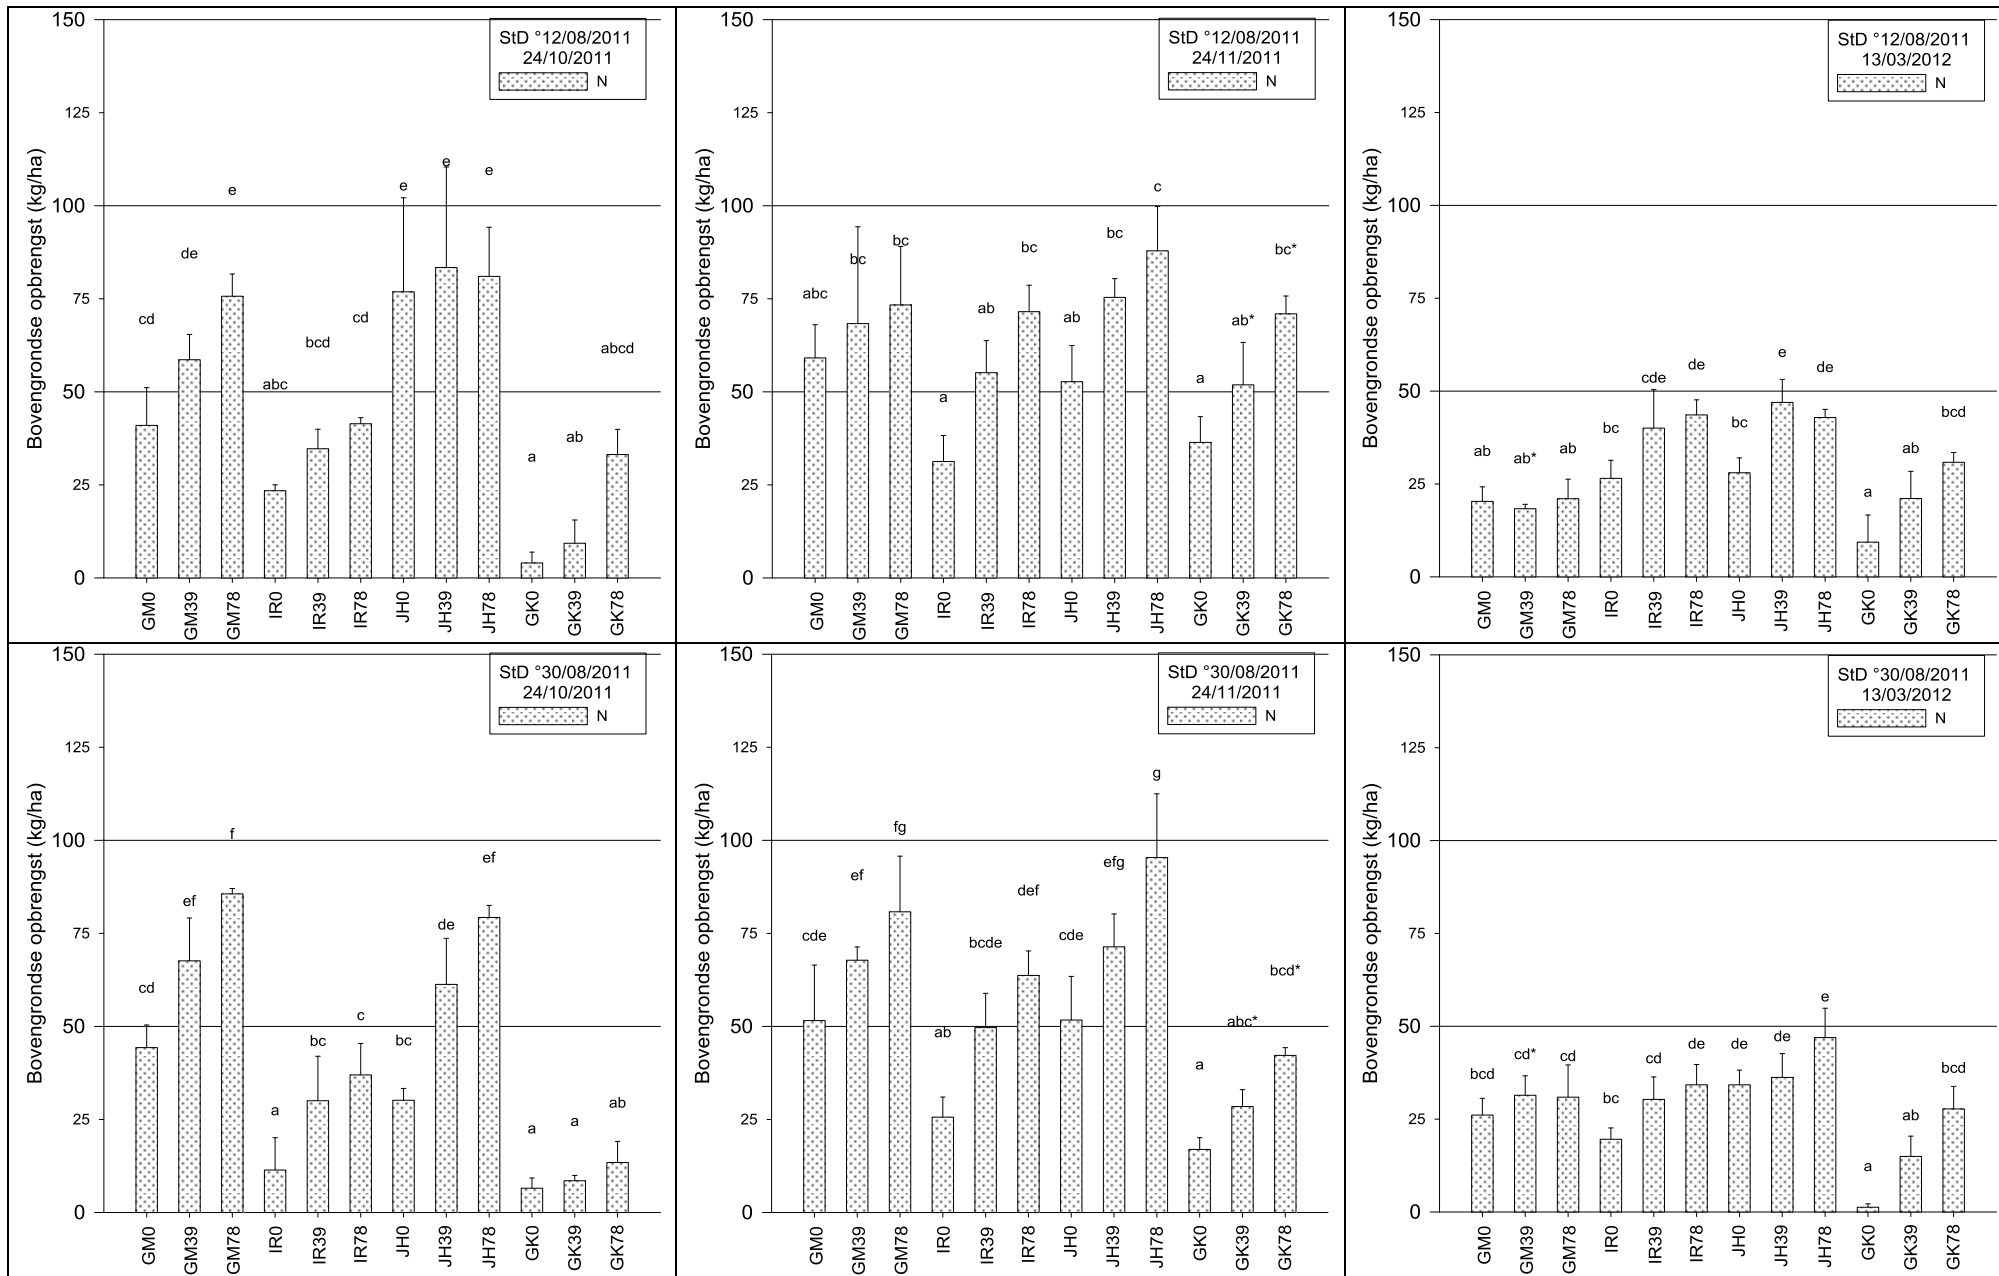 150
StD °12/08/2011
24/10/2011
N
125
e
e
e
e
100
de
75
cd
bcd
cd
abcd
abc
50
ab
a
25
0
Bovengrondse opbrengst (kg/ha)
GM0
GM39
GM78
IR0
IR39
IR78
JH0
JH39
JH78
GK0
GK39
GK78
150
StD °12/08/2011
24/11/2011
N
125
c
100
abc
bc
bc
a
ab
bc
ab
bc
a
ab*
bc*
75
50
25
0
Bovengrondse opbrengst (kg/ha)
GM0
GM39
GM78
IR0
IR39
IR78
JH0
JH39
JH78
GK0
GK39
GK78
150
StD °12/08/2011
13/03/2012
N
125
100
75
50
25
0
ab
ab*
ab
bc
cde
de
bc
e
de
a
ab
bcd
Bovengrondse opbrengst (kg/ha)
GM0
GM39
GM78
IR0
IR39
IR78
JH0
JH39
JH78
GK0
GK39
GK78
150
StD °30/08/2011
24/10/2011
N
125
100
75
50
25
0
cd
ef
f
a
bc
c
bc
de
ef
a
a
ab
Bovengrondse opbrengst (kg/ha)
GM0
GM39
GM78
IR0
IR39
IR78
JH0
JH39
JH78
GK0
GK39
GK78
150
StD °30/08/2011
24/11/2011
N
125
100
75
50
25
0
cde
ef
fg
ab
bcde
def
cde
efg
g
a
abc*
bcd*
Bovengrondse opbrengst (kg/ha)
GM0
GM39
GM78
IR0
IR39
IR78
JH0
JH39
JH78
GK0
GK39
GK78
150
StD °30/08/2011
13/03/2012
N
125
100
75
50
25
0
bcd
cd*
cd
bc
cd
de
de
de
e
a
ab
bcd
Bovengrondse opbrengst (kg/ha)
GM0
GM39
GM78
IR0
IR39
IR78
JH0
JH39
JH78
GK0
GK39
GK78